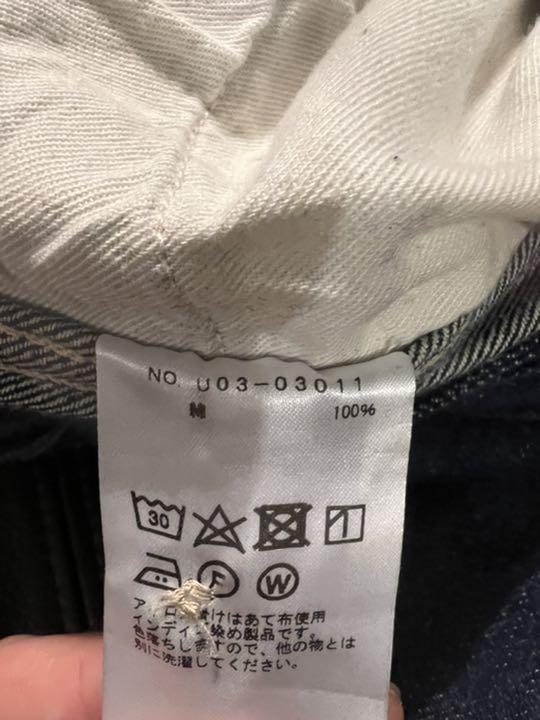 NO. U03-03011
M 100%
30
F W
け はあて布使用
インディ 染め製品です。
色落ちしますので、他の物とは
別に洗濯してください。